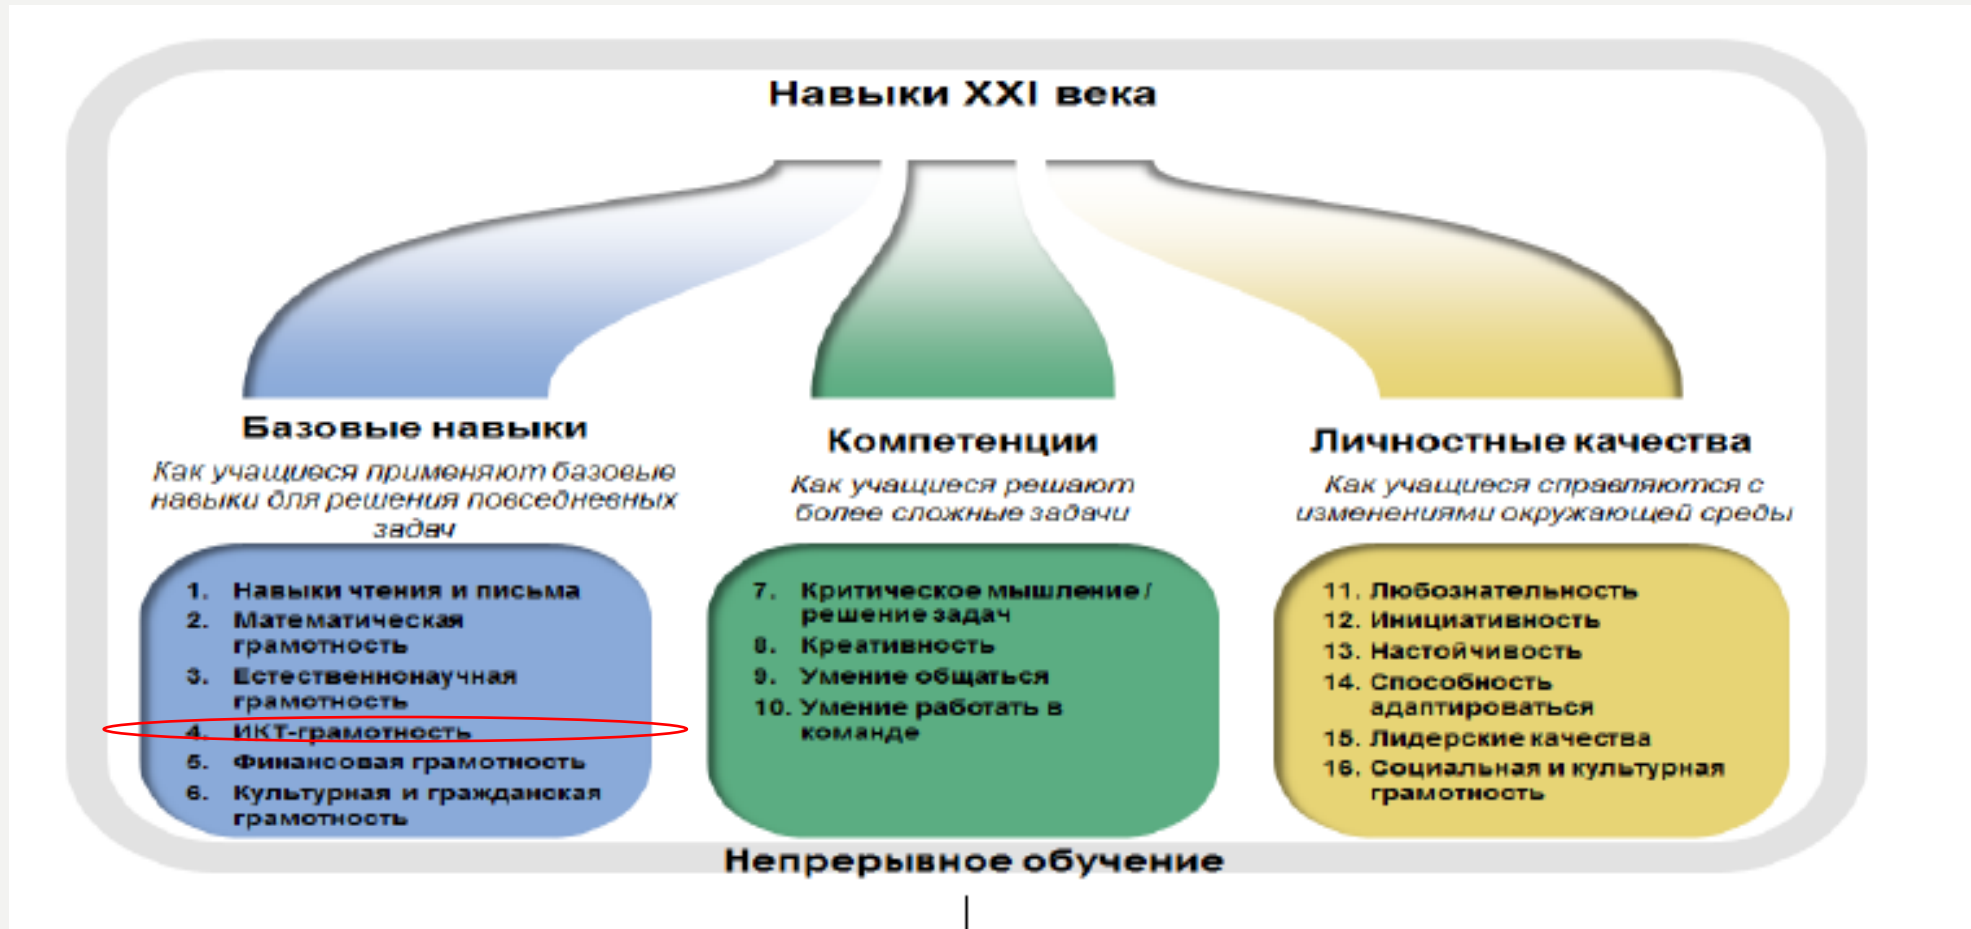 Навыки XXI века
Базовые навыки
Как учащиеся применяют базовые
навыки для решения повседневных
задач
1. Навыки чтения и письма
2. Математическая
грамотность
3. Естественнонаучная
грамотность
4. ИКТ-грамотность
5. Финансовая грамотность
6. Культурная и гражданская
грамотность
Компетенции
Как учащиеся решают
более сложные задачи
7. Критическое мышление /
решение задач
8. Креативность
9. Умение общаться
10. Умение работать в
команде
Личностные качества
Как учащиеся справляются с
изменениями окружающей среды
11. Любознательность
12. Инициативность
13. Настойчивость
14. Способность
адаптироваться
15. Лидерские качества
16. Социальная и культурная
грамотность
Непрерывное обучение